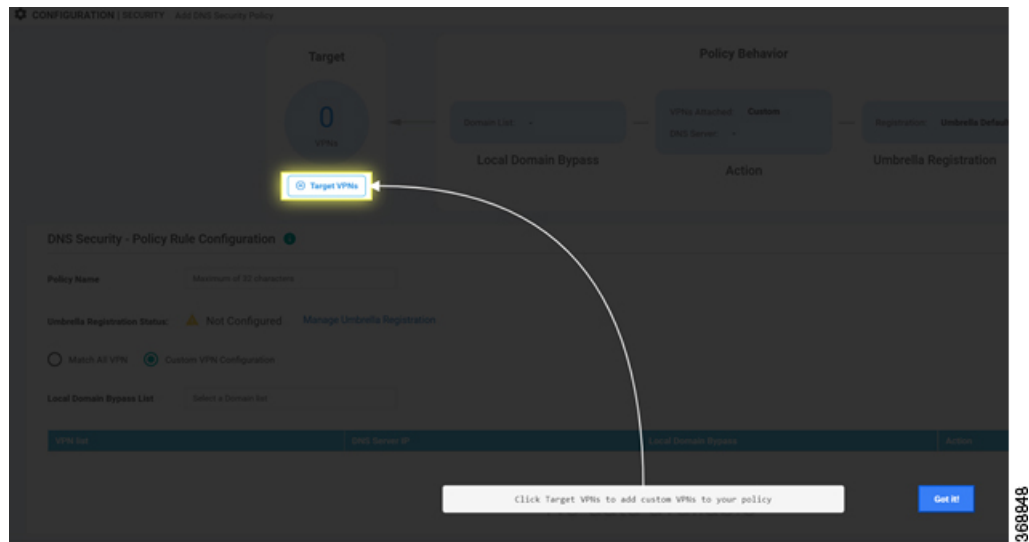 CONFIGURATION | SECURITY Add DNS Security Policy
Target
Policy Behavior
0
VPNs
Domain List: -
VPNs Attached: Custom
DNS Server: -
Registration: Umbrella Default
Local Domain Bypass
Action
Umbrella Registration
Target VPNs
DNS Security - Policy Rule Configuration
Policy Name
Maximum of 32 characters
Umbrella Registration Status:
Not Configured
Manage Umbrella Registration
Match All VPN
Custom VPN Configuration
Local Domain Bypass List
Select a Domain list
VPN list
DNS Server IP
Local Domain Bypass
Action
Click Target VPNs to add custom VPNs to your policy
Got it!
368848